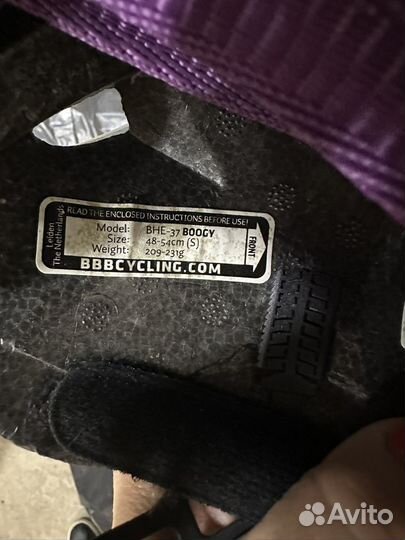 READ THE ENCLOSED INSTRUCTIONS BEFORE USE!
Leiden
The Netherlands
Model: BHE-37 BOOGY
Size: 48-54cm (S)
Weight: 209-231g
FRONT
BBBCYCLING.COM
Avito